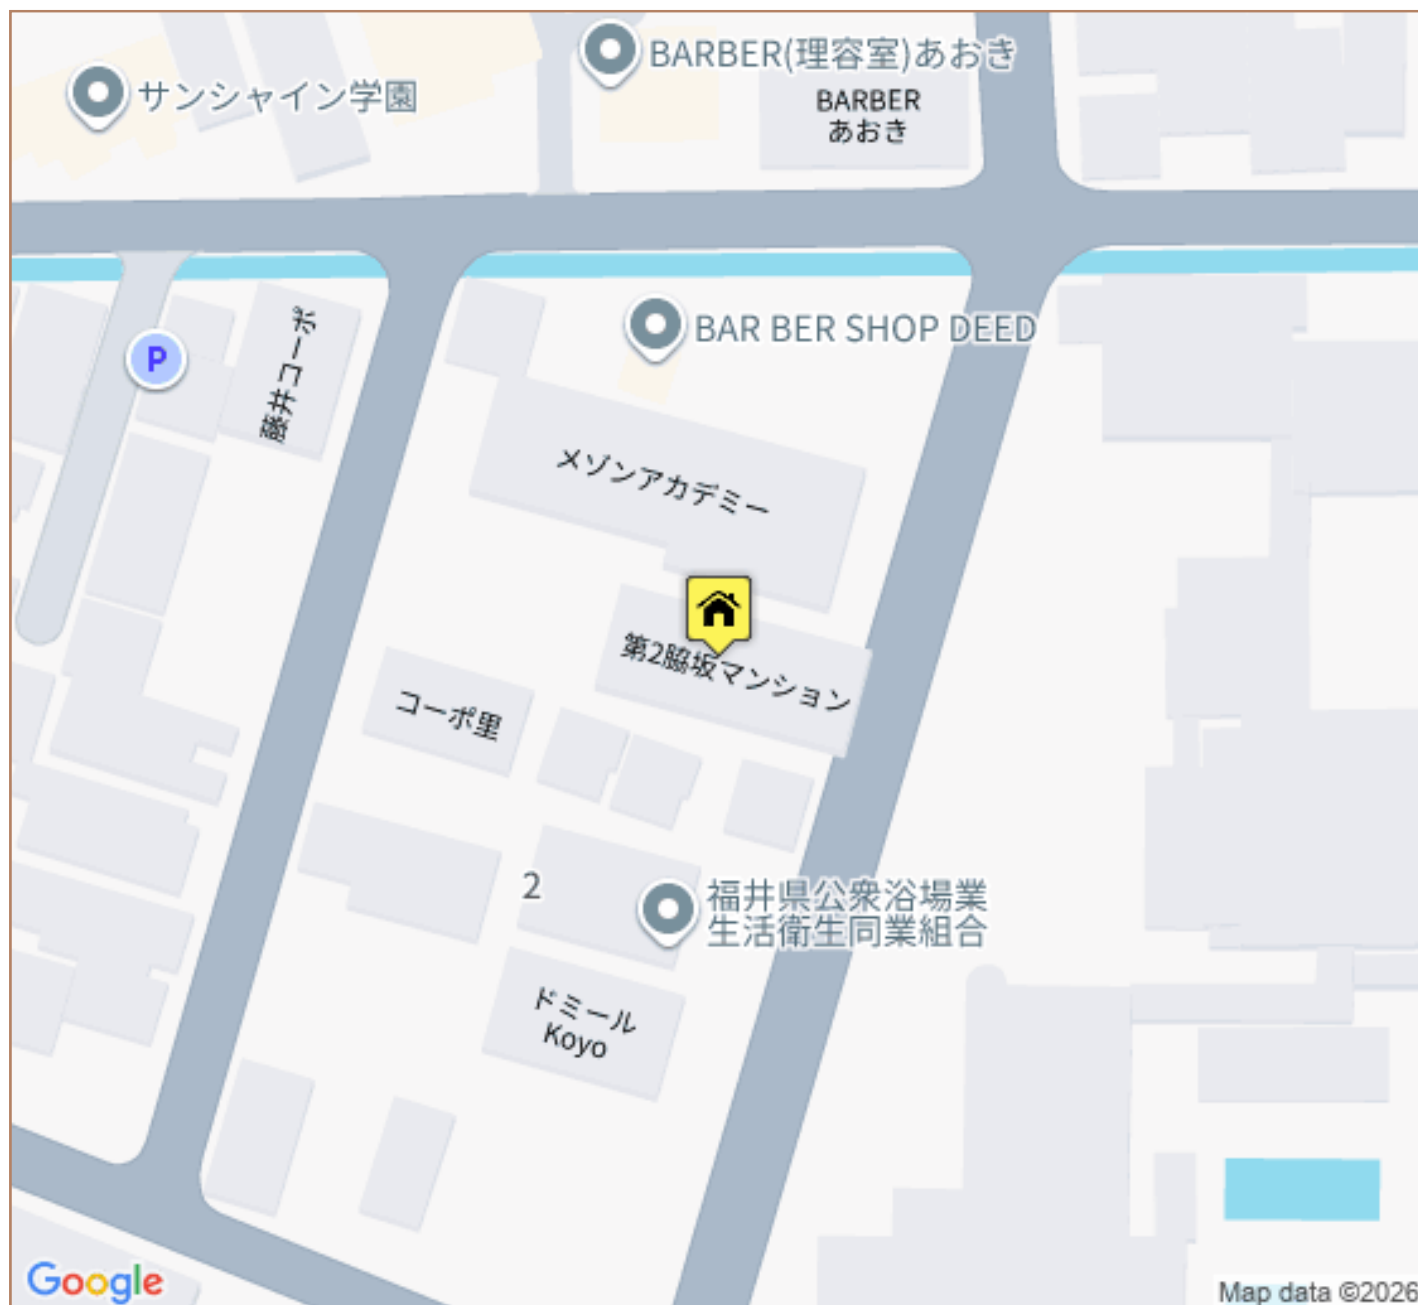 BARBER(理容室)あおき
サンシャイン学園
BARBER
あおき
BAR BER SHOP DEED
P
藤井コーポ
メゾンアカデミー
第2脇坂マンション
コーポ里
2
福井県公衆浴場業
生活衛生同業組合
ドミール
Koyo
Google
Map data ©2026